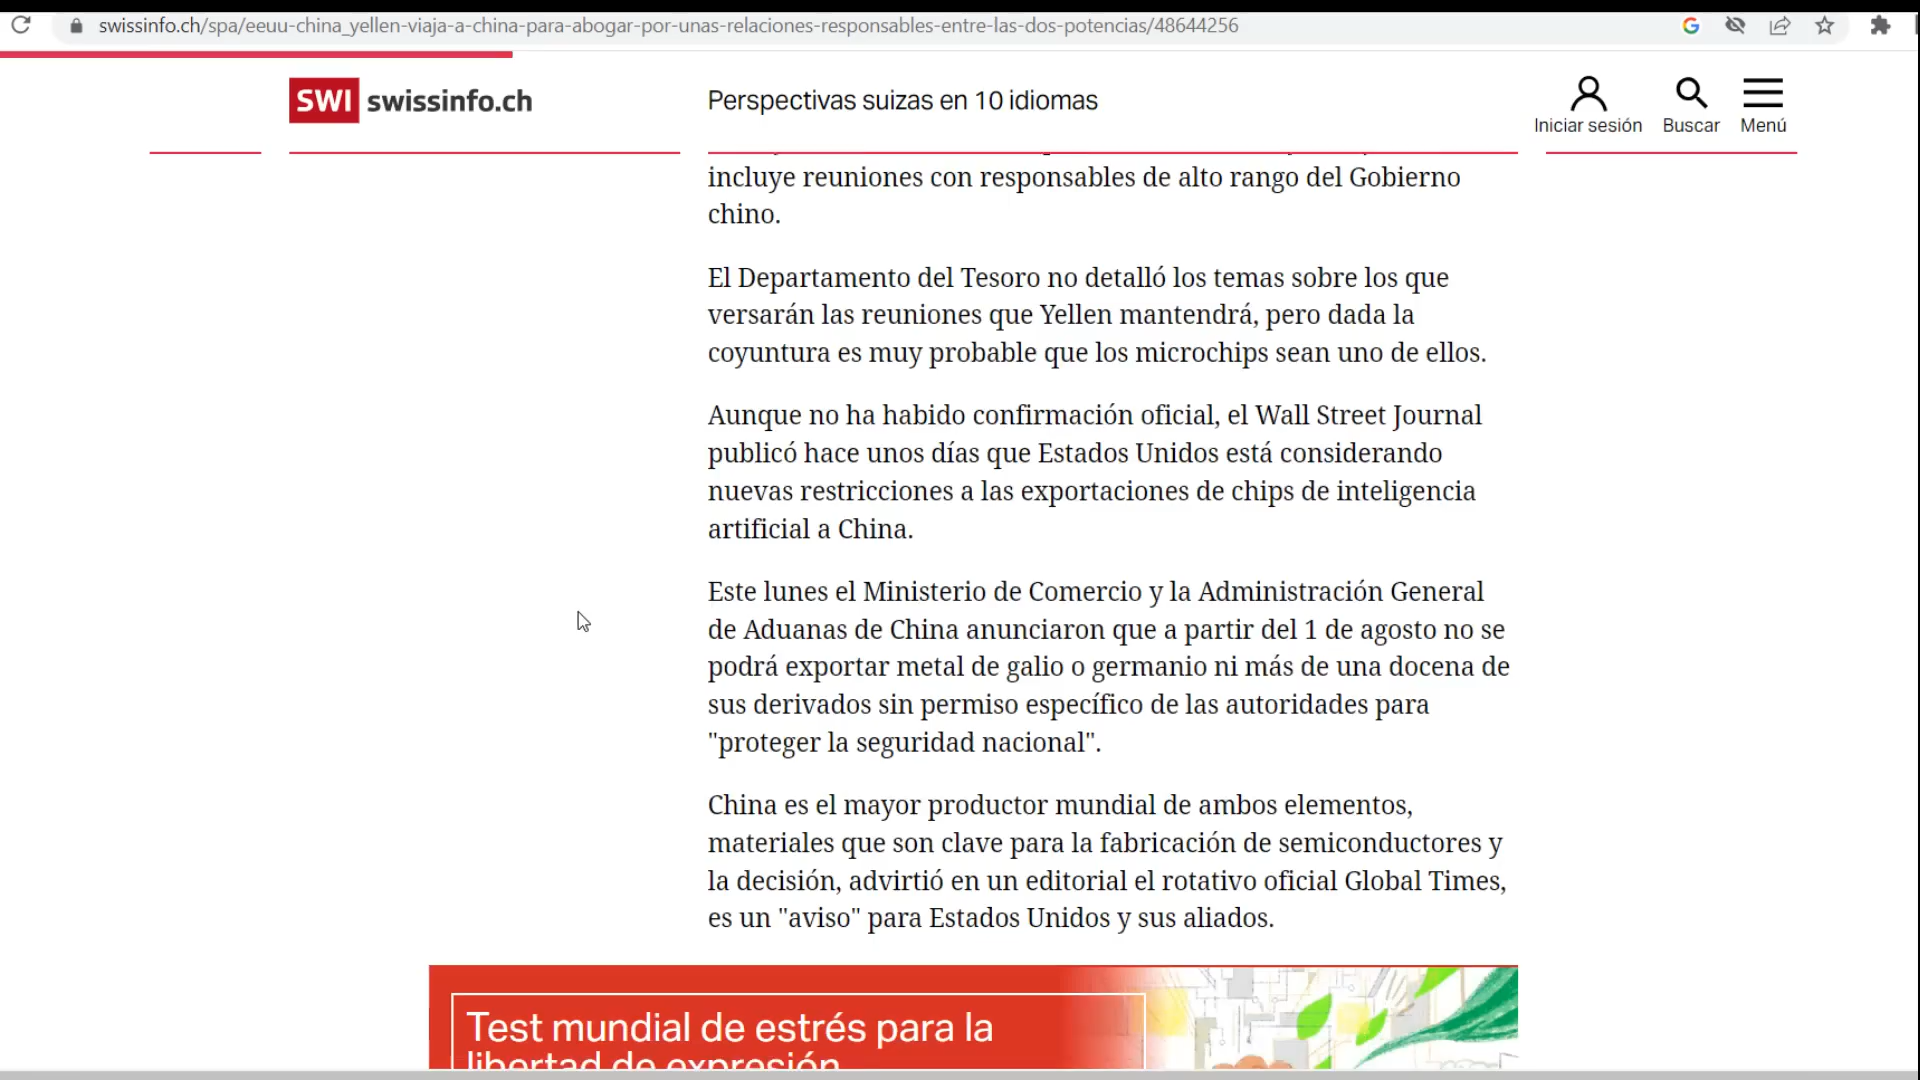 swissinfo.ch/spa/eeuu-china_yellen-viaja-a-china-para-abogar-por-unas-relaciones-responsables-entre-las-dos-potencias/48644256
SWI swissinfo.ch
Perspectivas suizas en 10 idiomas
Iniciar sesión
Buscar
Menú
incluye reuniones con responsables de alto rango del Gobierno
chino.
El Departamento del Tesoro no detalló los temas sobre los que
versarán las reuniones que Yellen mantendrá, pero dada la
coyuntura es muy probable que los microchips sean uno de ellos.
Aunque no ha habido confirmación oficial, el Wall Street Journal
publicó hace unos días que Estados Unidos está considerando
nuevas restricciones a las exportaciones de chips de inteligencia
artificial a China.
Este lunes el Ministerio de Comercio y la Administración General
de Aduanas de China anunciaron que a partir del 1 de agosto no se
podrá exportar metal de galio o germanio ni más de una docena de
sus derivados sin permiso específico de las autoridades para
"proteger la seguridad nacional".
China es el mayor productor mundial de ambos elementos,
materiales que son clave para la fabricación de semiconductores y
la decisión, advirtió en un editorial el rotativo oficial Global Times,
es un "aviso" para Estados Unidos y sus aliados.
Test mundial de estrés para la
libertad de expresión